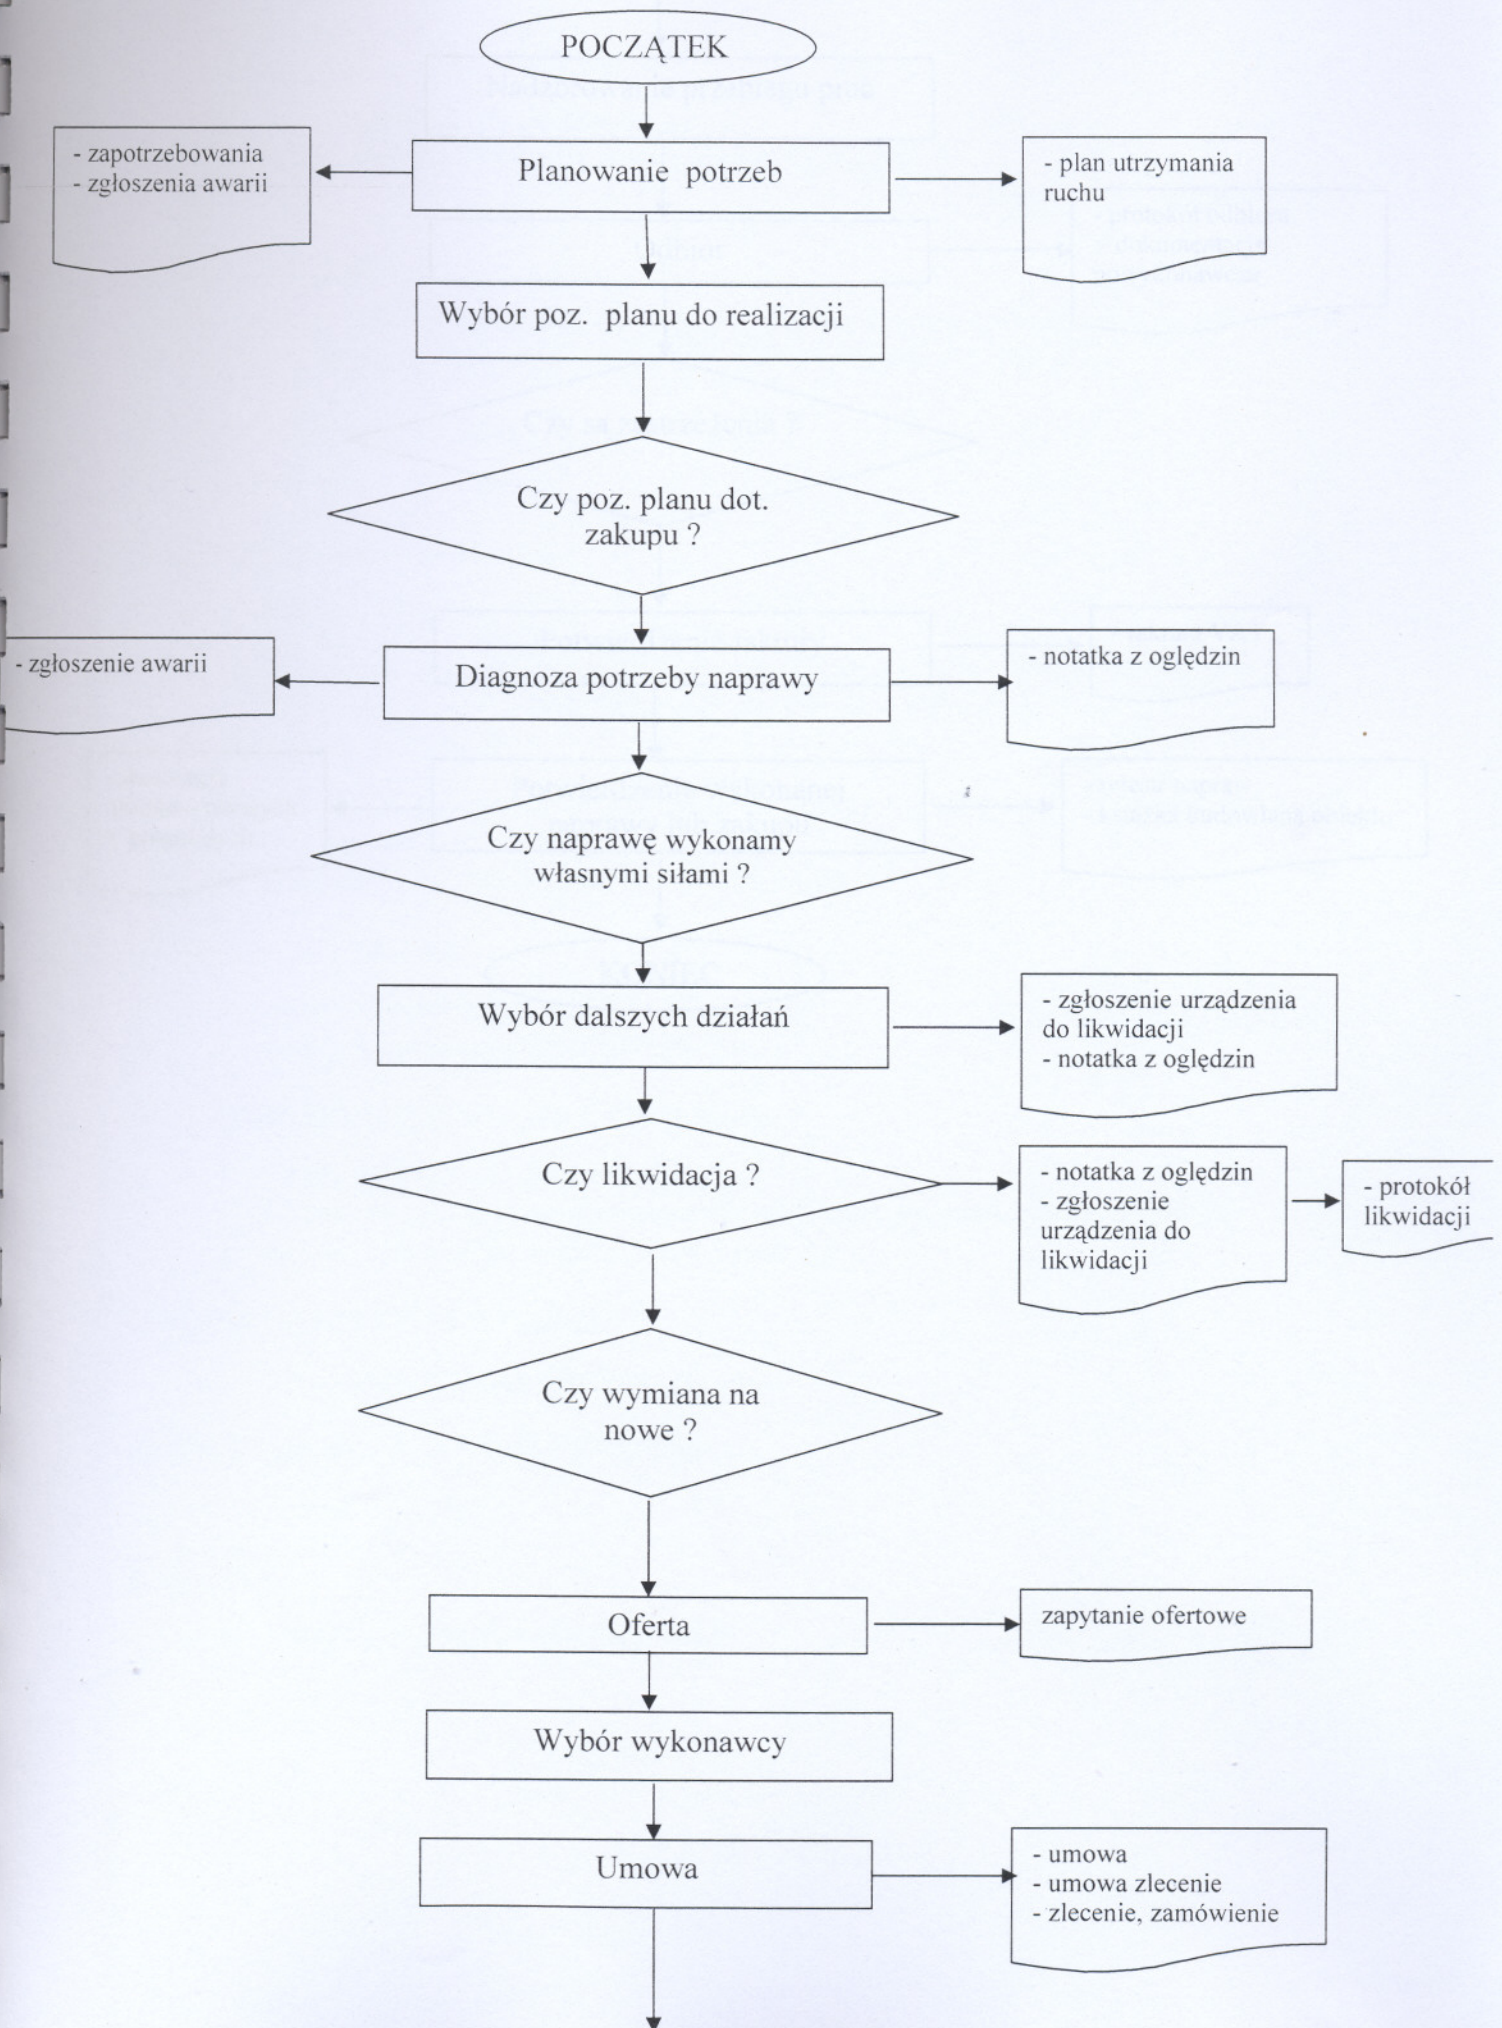 POCZĄTEK
- zapotrzebowania
- zgłoszenia awarii
Planowanie potrzeb
- plan utrzymania
ruchu
Wybór poz. planu do realizacji
Czy poz. planu dot.
zakupu ?
- zgłoszenie awarii
Diagnoza potrzeby naprawy
- notatka z oględzin
Czy naprawę wykonamy
własnymi siłami ?
Wybór dalszych działań
- zgłoszenie urządzenia
do likwidacji
- notatka z oględzin
Czy likwidacja ?
- notatka z oględzin
- zgłoszenie
urządzenia do
likwidacji
- protokół
likwidacji
Czy wymiana na
nowe ?
Oferta
zapytanie ofertowe
Wybór wykonawcy
Umowa
- umowa
- umowa zlecenie
- zlecenie, zamówienie